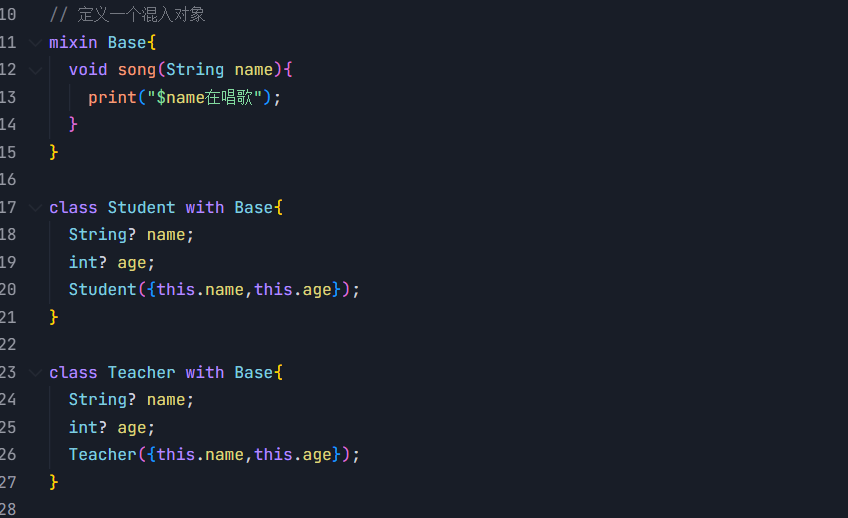 10 // 定义一个混入对象
11 mixin Base{
12   void song(String name){
13     print("$name在唱歌");
14   }
15 }
16
17 class Student with Base{
18   String? name;
19   int? age;
20   Student({this.name,this.age});
21 }
22
23 class Teacher with Base{
24   String? name;
25   int? age;
26   Teacher({this.name,this.age});
27 }
28